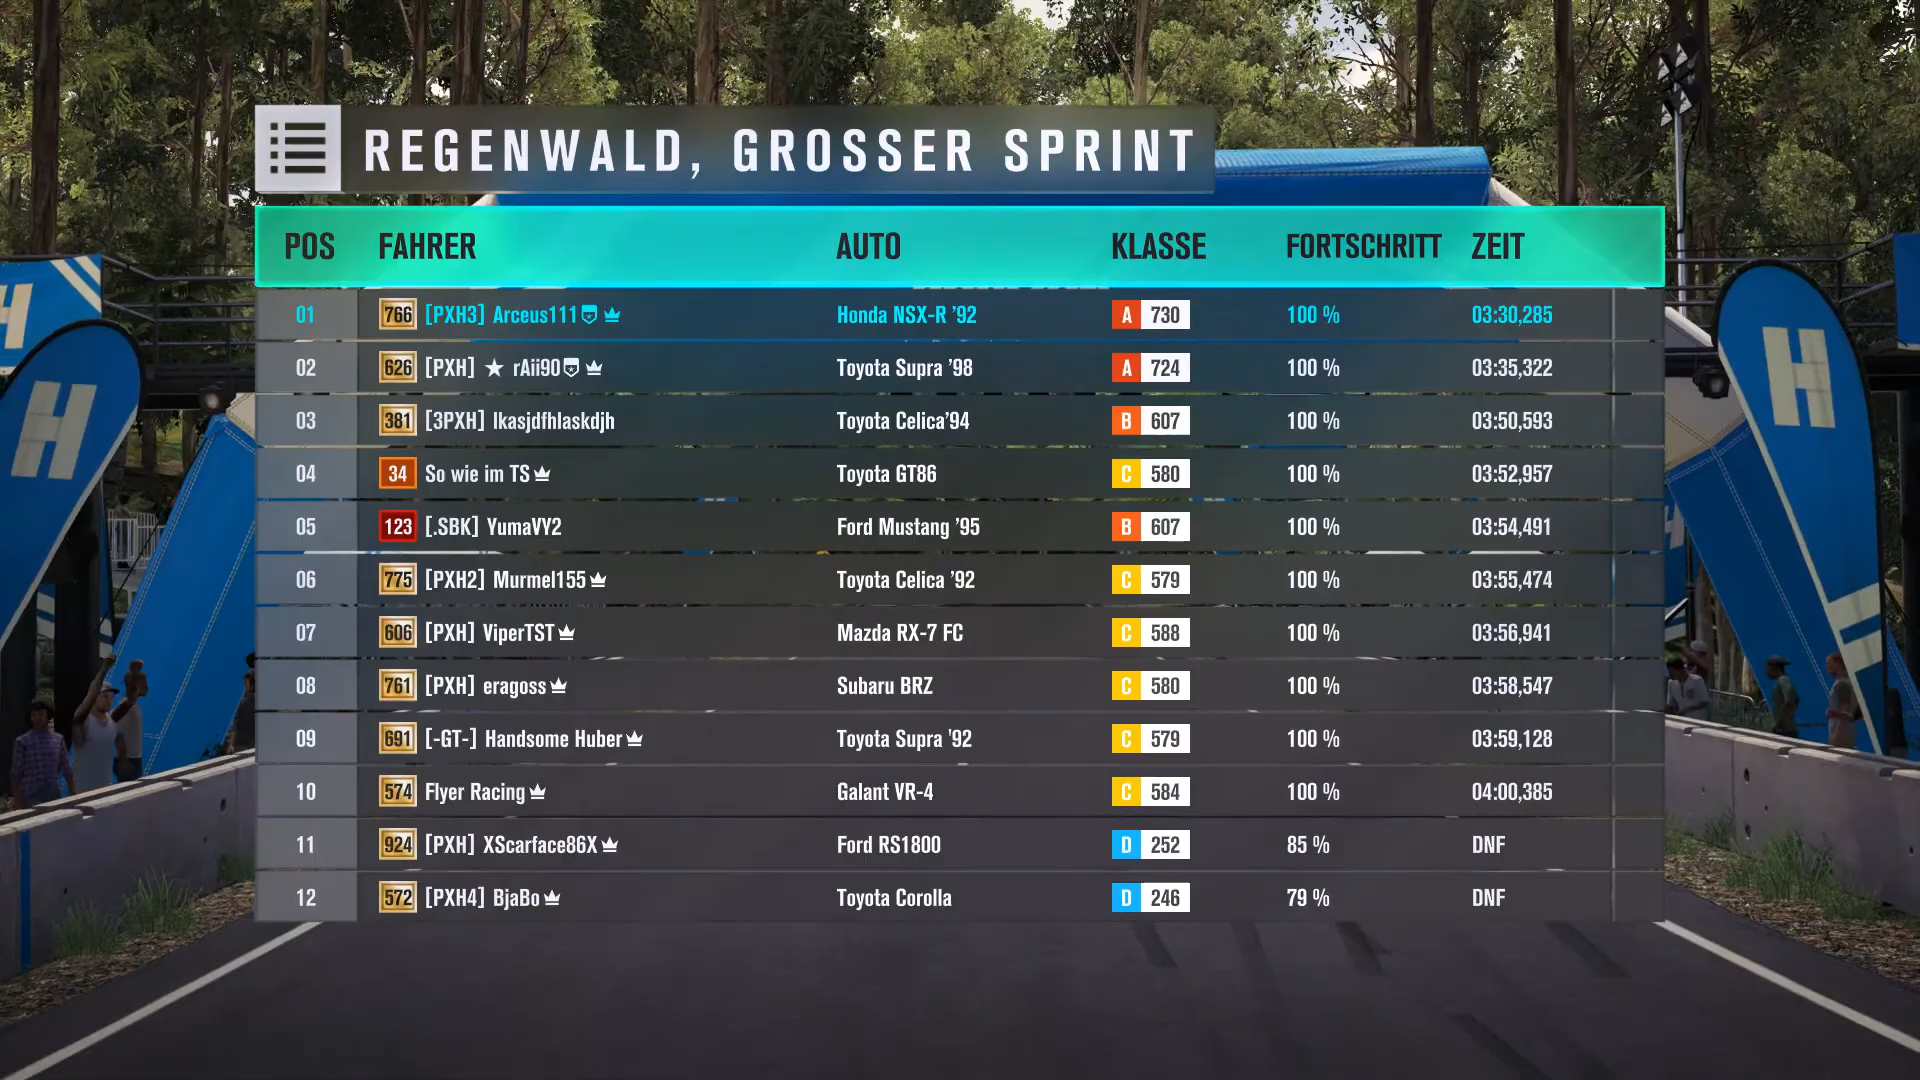 REGENWALD, GROSSER SPRINT
POS FAHRER AUTO KLASSE FORTSCHRITT ZEIT
01 766 [PXH3] Arceus111 Honda NSX-R ’92 A 730 100 % 03:30,285
02 626 [PXH] ★ rAii90 Toyota Supra ’98 A 724 100 % 03:35,322
03 381 [3PXH] lkasjdfhlaskdjh Toyota Celica’94 B 607 100 % 03:50,593
04 34 So wie im TS Toyota GT86 C 580 100 % 03:52,957
05 123 [.SBK] YumaVY2 Ford Mustang ’95 B 607 100 % 03:54,491
06 775 [PXH2] Murmel155 Toyota Celica ’92 C 579 100 % 03:55,474
07 606 [PXH] ViperTST Mazda RX-7 FC C 588 100 % 03:56,941
08 761 [PXH] eragoss Subaru BRZ C 580 100 % 03:58,547
09 691 [-GT-] Handsome Huber Toyota Supra '92 C 579 100 % 03:59,128
10 574 Flyer Racing Galant VR-4 C 584 100 % 04:00,385
11 924 [PXH] XScarface86X Ford RS1800 D 252 85 % DNF
12 572 [PXH4] BjaBo Toyota Corolla D 246 79 % DNF
H
H
H